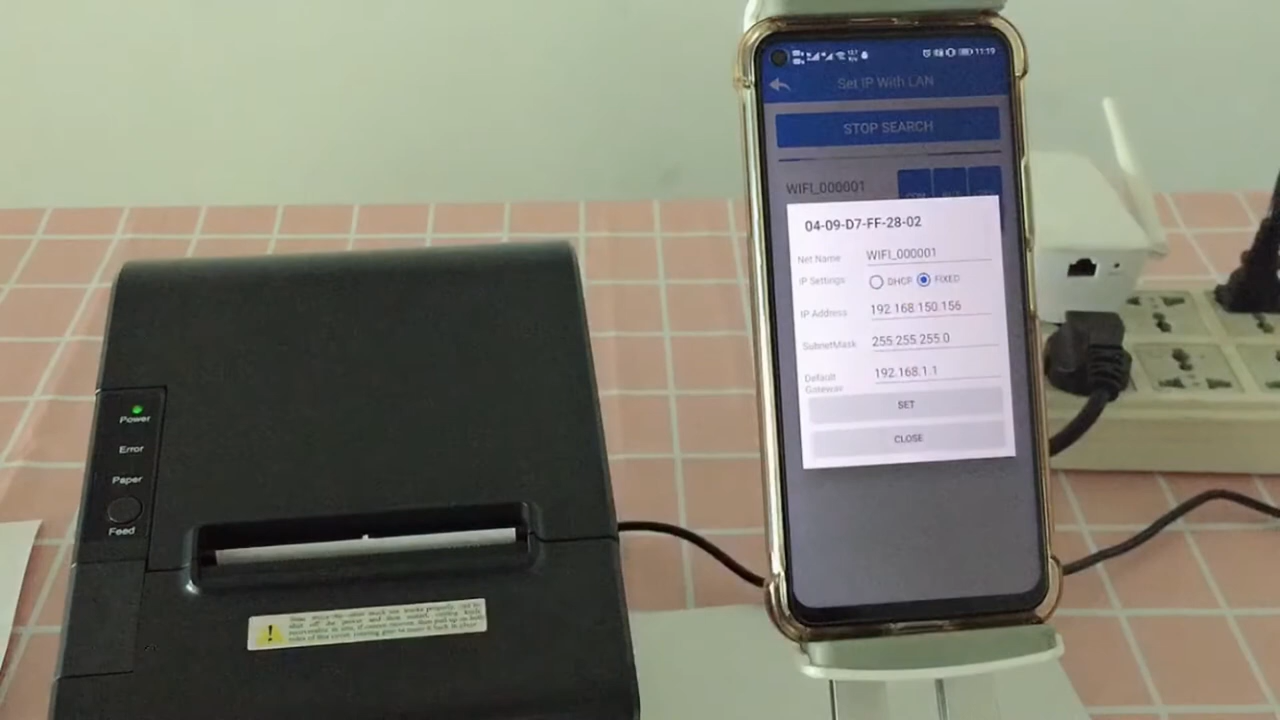 11:19
Set IP With LAN
STOP SEARCH
WIFI_000001
04-09-D7-FF-28-02
Net Name WIFI_000001
IP Settings DHCP FIXED
IP Address 192.168.150.156
SubnetMask 255.255.255.0
Default Gateway 192.168.1.1
SET
CLOSE
Power
Error
Paper
Feed